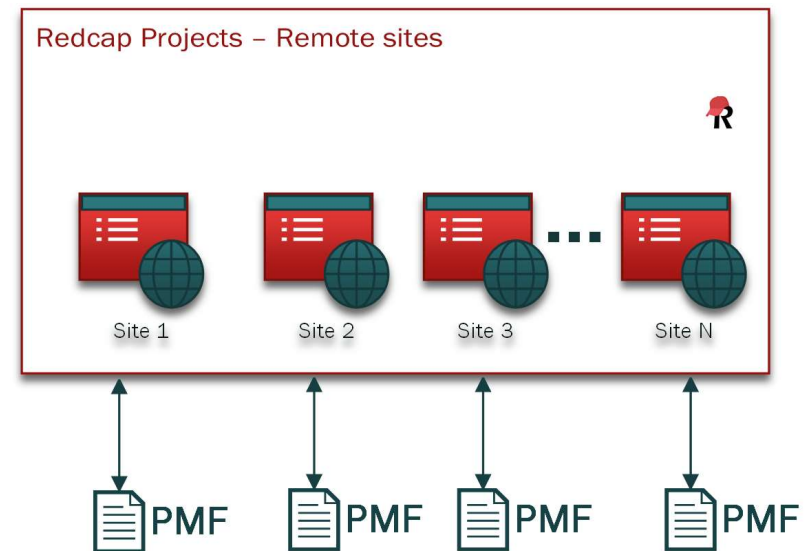 Redcap Projects – Remote sites
R
Site 1 Site 2 Site 3 Site N
PMF PMF PMF PMF